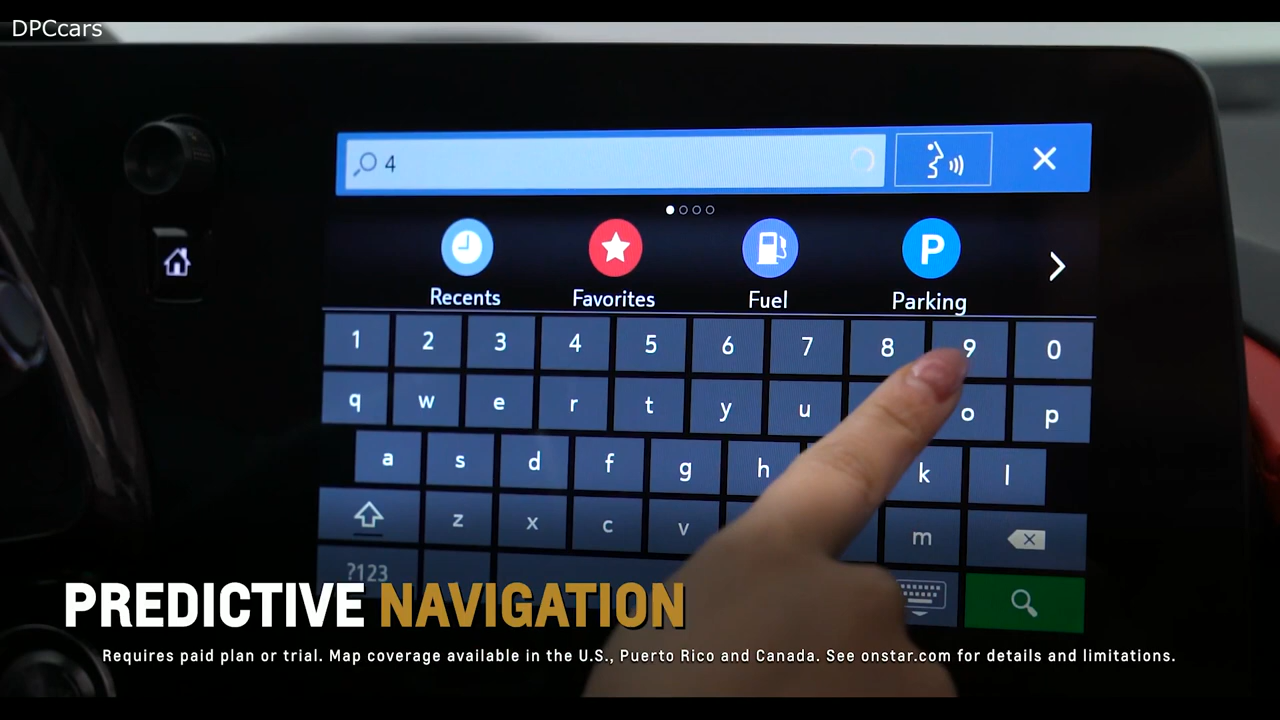 DPCcars
4
Recents Favorites Fuel Parking
P
1 2 3 4 5 6 7 8 9 0
q w e r t y u o p
a s d f g h k l
z x c v m
?123
PREDICTIVE NAVIGATION
Requires paid plan or trial. Map coverage available in the U.S., Puerto Rico and Canada. See onstar.com for details and limitations.